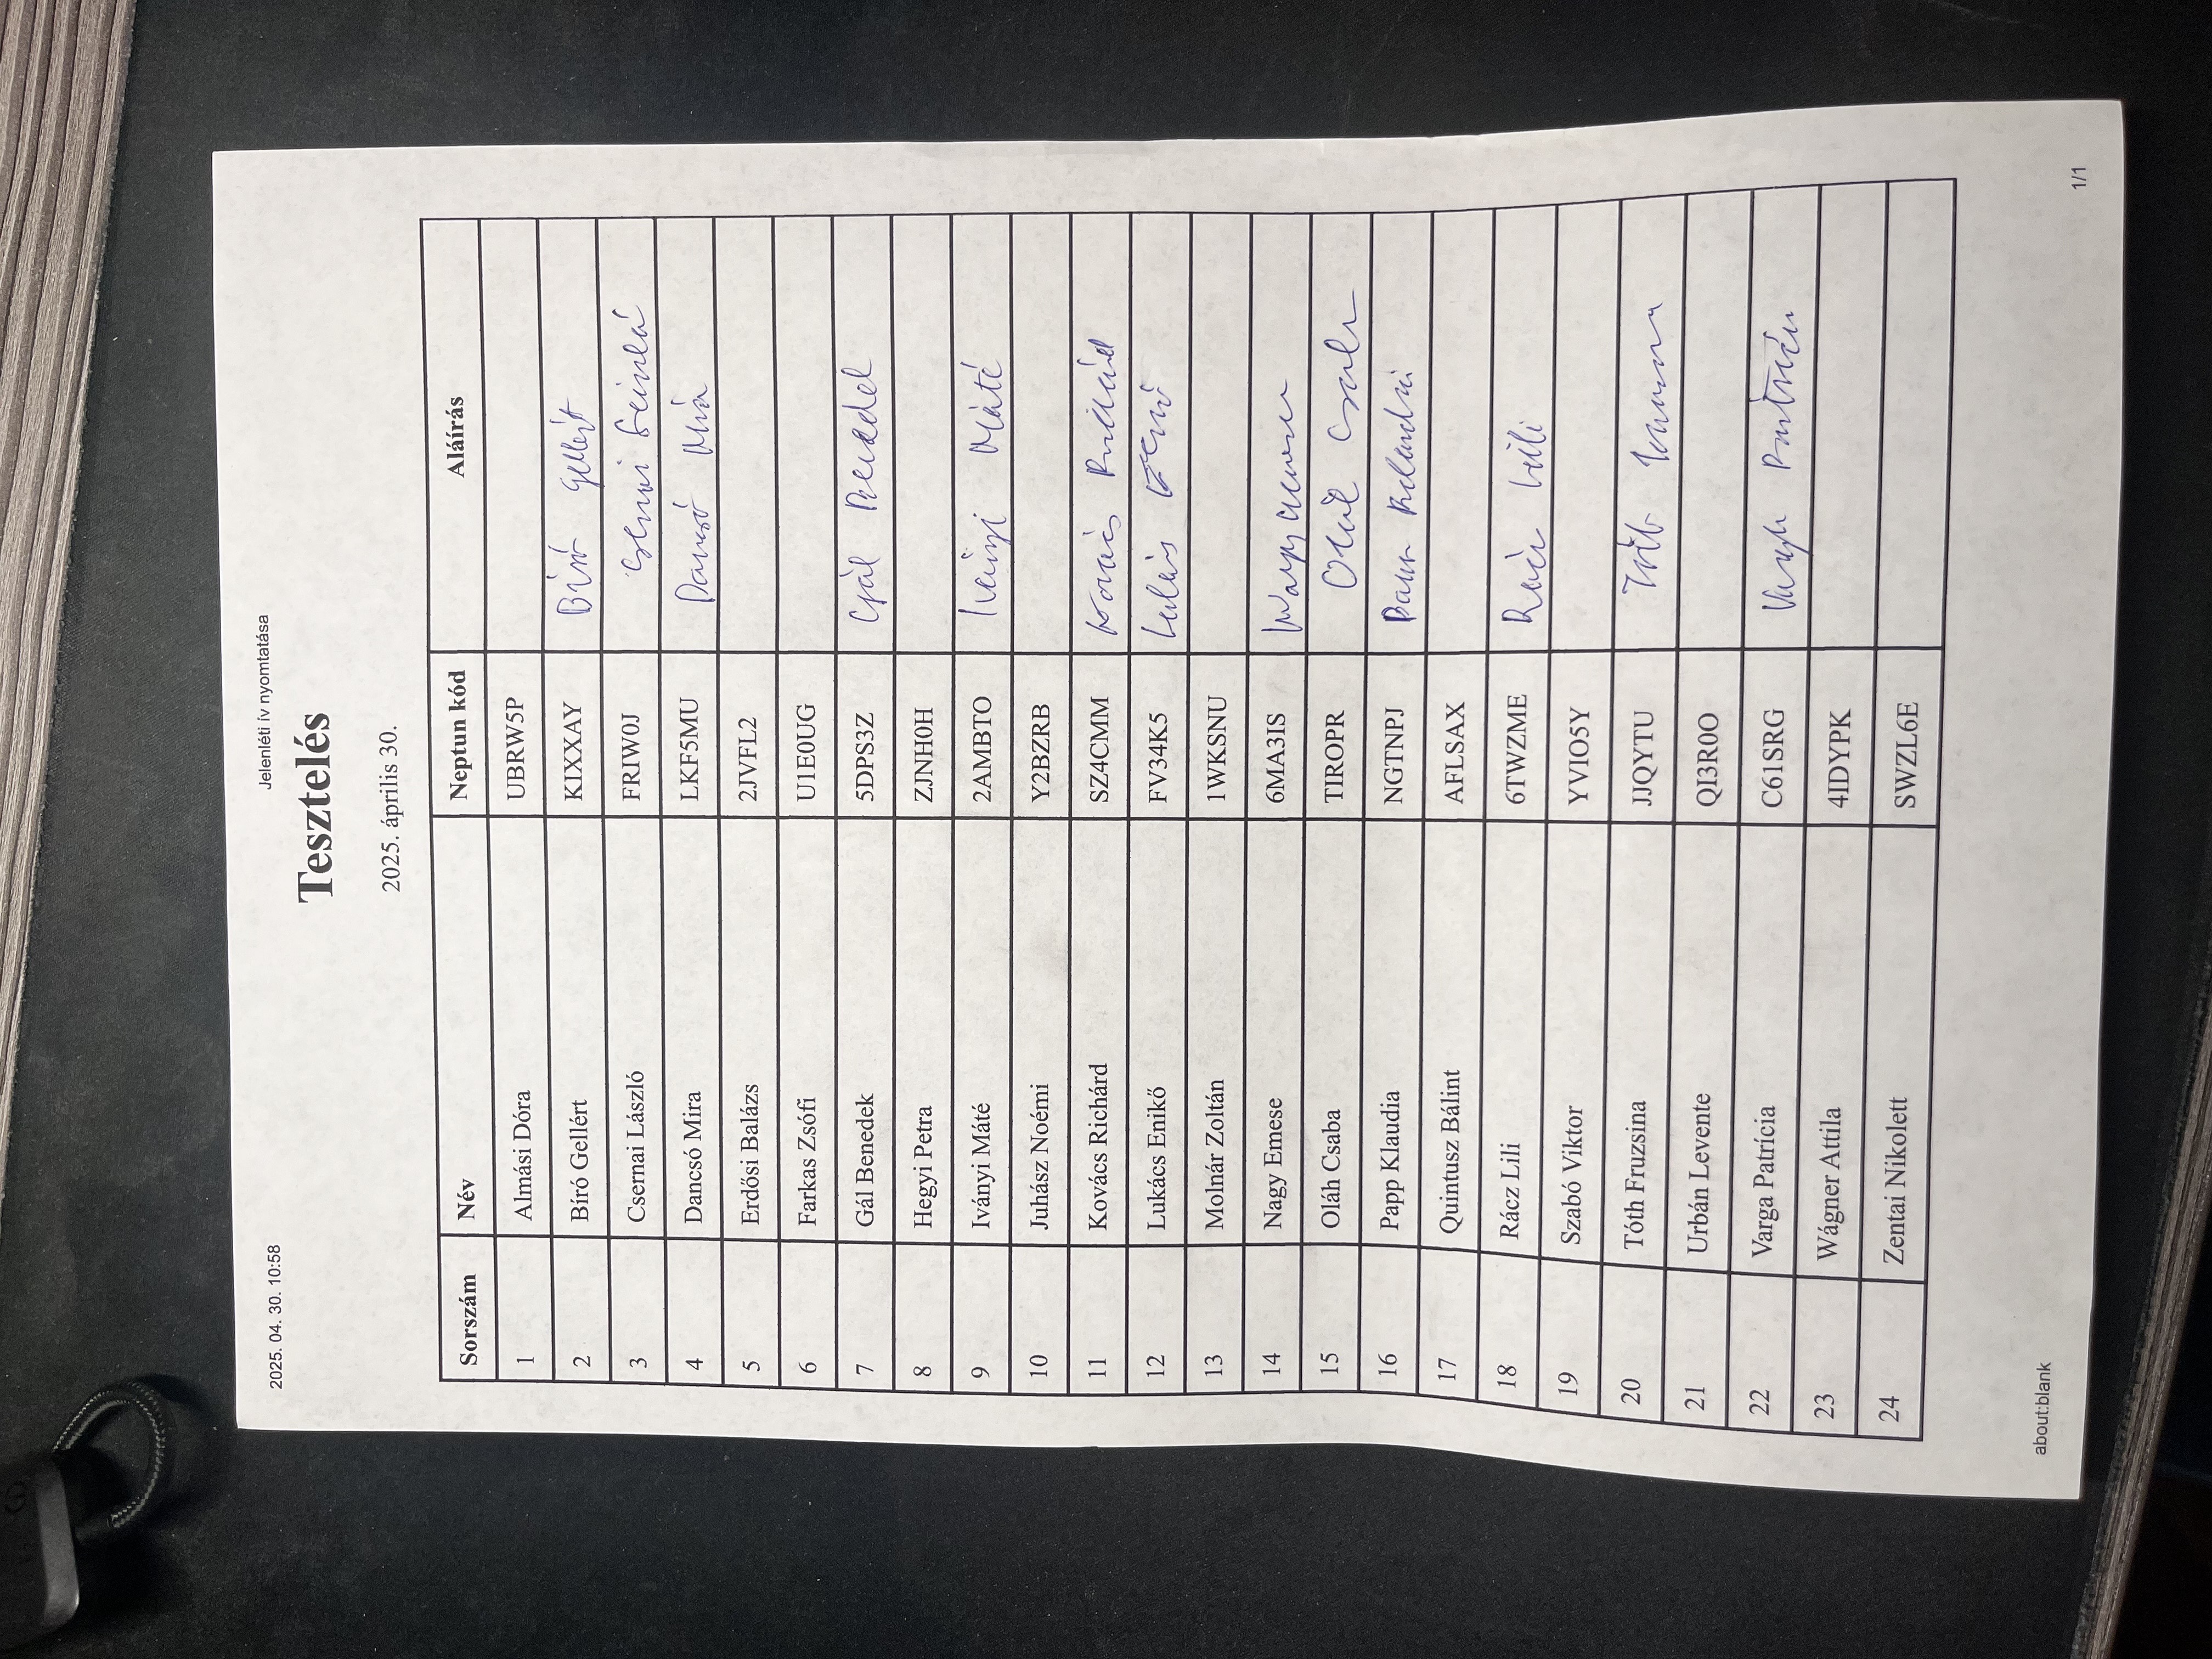 2025. 04. 30. 10:58 Jelenléti ív nyomtatása
Tesztelés
2025. április 30.
Sorszám Név Neptun kód Aláírás
1 Almási Dóra UBRW5P
2 Bíró Gellért KIXXAY Bíró Gellért
3 Csernai László FRIW0J
4 Dancsó Mira LKF5MU Dancsó Mira
5 Erdősi Balázs 2JVFL2
6 Farkas Zsófi U1E0UG
7 Gál Benedek 5DPS3Z Gál Benedek
8 Hegyi Petra ZJNH0H
9 Iványi Máté 2AMBTO Iványi Máté
10 Juhász Noémi Y2BZRB
11 Kovács Richárd SZ4CMM Kovács Richárd
12 Lukács Enikő FV34K5 Lukács
13 Molnár Zoltán 1WKSNU
14 Nagy Emese 6MA3IS Nagy Emese
15 Oláh Csaba TIROPR Oláh Csaba
16 Papp Klaudia NGTNPJ
17 Quintusz Bálint AFLSAX
18 Rácz Lili 6TWZME Rácz Lili
19 Szabó Viktor YVIO5Y
20 Tóth Fruzsina JJQYTU Tóth
21 Urbán Levente QI3R0O
22 Varga Patrícia C61SRG Varga Patrícia
23 Wágner Attila 4IDYPK
24 Zentai Nikolett SWZL6E
about:blank
1/1